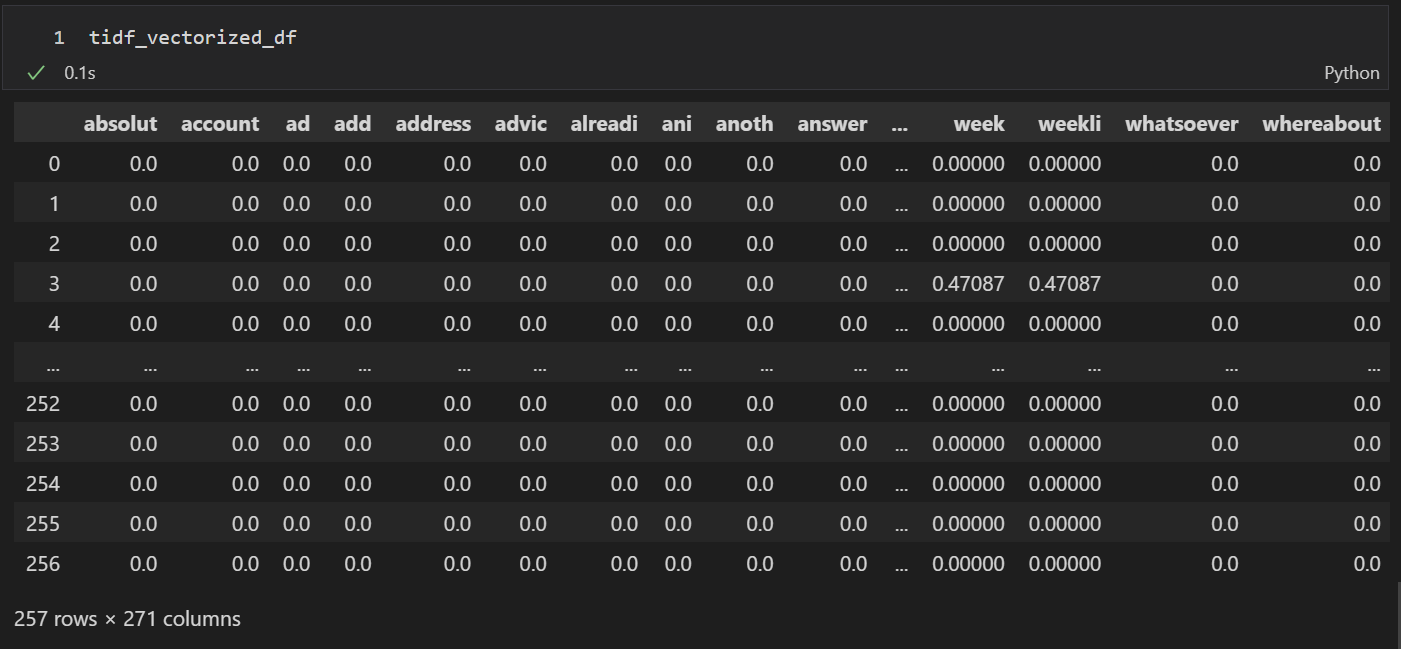 1 tidf_vectorized_df
0.1s Python
absolut account ad add address advic alreadi ani anoth answer ... week weekli whatsoever whereabout
0 0.0 0.0 0.0 0.0 0.0 0.0 0.0 0.0 0.0 0.0 ... 0.00000 0.00000 0.0 0.0
1 0.0 0.0 0.0 0.0 0.0 0.0 0.0 0.0 0.0 0.0 ... 0.00000 0.00000 0.0 0.0
2 0.0 0.0 0.0 0.0 0.0 0.0 0.0 0.0 0.0 0.0 ... 0.00000 0.00000 0.0 0.0
3 0.0 0.0 0.0 0.0 0.0 0.0 0.0 0.0 0.0 0.0 ... 0.47087 0.47087 0.0 0.0
4 0.0 0.0 0.0 0.0 0.0 0.0 0.0 0.0 0.0 0.0 ... 0.00000 0.00000 0.0 0.0
... ... ... ... ... ... ... ... ... ... ... ... ... ... ... ...
252 0.0 0.0 0.0 0.0 0.0 0.0 0.0 0.0 0.0 0.0 ... 0.00000 0.00000 0.0 0.0
253 0.0 0.0 0.0 0.0 0.0 0.0 0.0 0.0 0.0 0.0 ... 0.00000 0.00000 0.0 0.0
254 0.0 0.0 0.0 0.0 0.0 0.0 0.0 0.0 0.0 0.0 ... 0.00000 0.00000 0.0 0.0
255 0.0 0.0 0.0 0.0 0.0 0.0 0.0 0.0 0.0 0.0 ... 0.00000 0.00000 0.0 0.0
256 0.0 0.0 0.0 0.0 0.0 0.0 0.0 0.0 0.0 0.0 ... 0.00000 0.00000 0.0 0.0
257 rows × 271 columns